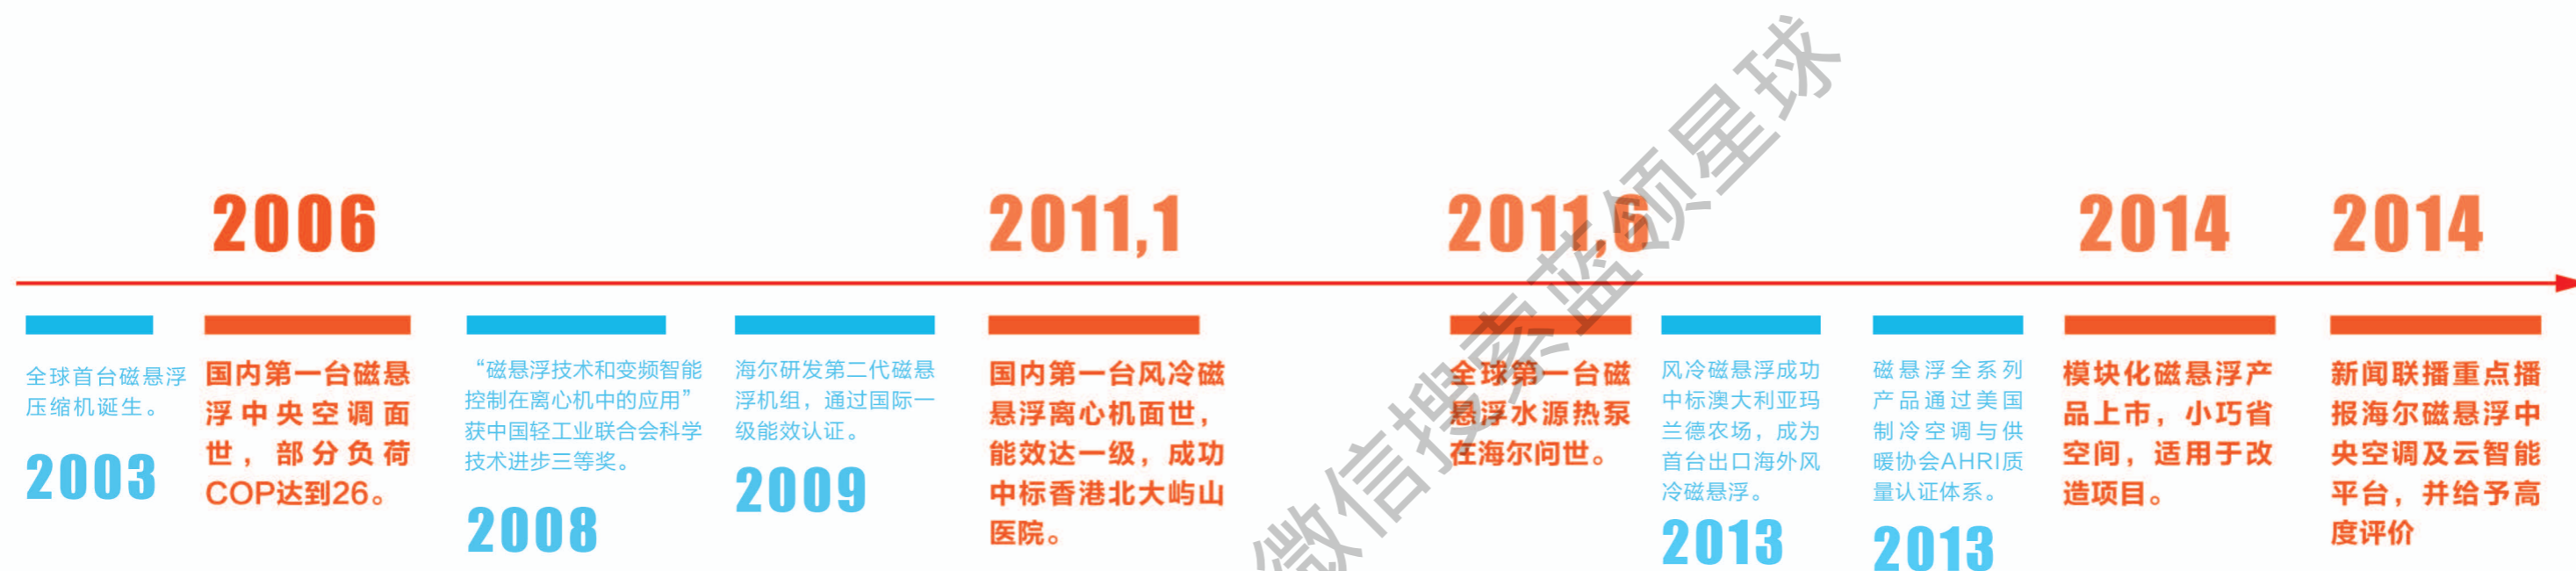 2006
2011,1
2011,6
2014
2014
全球首台磁悬浮
压缩机诞生。
2003
国内第一台磁悬
浮中央空调面
世，部分负荷
COP达到26。
“磁悬浮技术和变频智能
控制在离心机中的应用”
获中国轻工业联合会科学
技术进步三等奖。
2008
海尔研发第二代磁悬
浮机组，通过国际一
级能效认证。
2009
国内第一台风冷磁
悬浮离心机面世，
能效达一级，成功
中标香港北大屿山
医院。
全球第一台磁
悬浮水源热泵
在海尔问世。
风冷磁悬浮成功
中标澳大利亚玛
兰德农场，成为
首台出口海外风
冷磁悬浮。
2013
磁悬浮全系列
产品通过美国
制冷空调与供
暖协会AHRI质
量认证体系。
2013
模块化磁悬浮产
品上市，小巧省
空间，适用于改
造项目。
新闻联播重点播
报海尔磁悬浮中
央空调及云智能
平台，并给予高
度评价
微信搜索蓝领星球